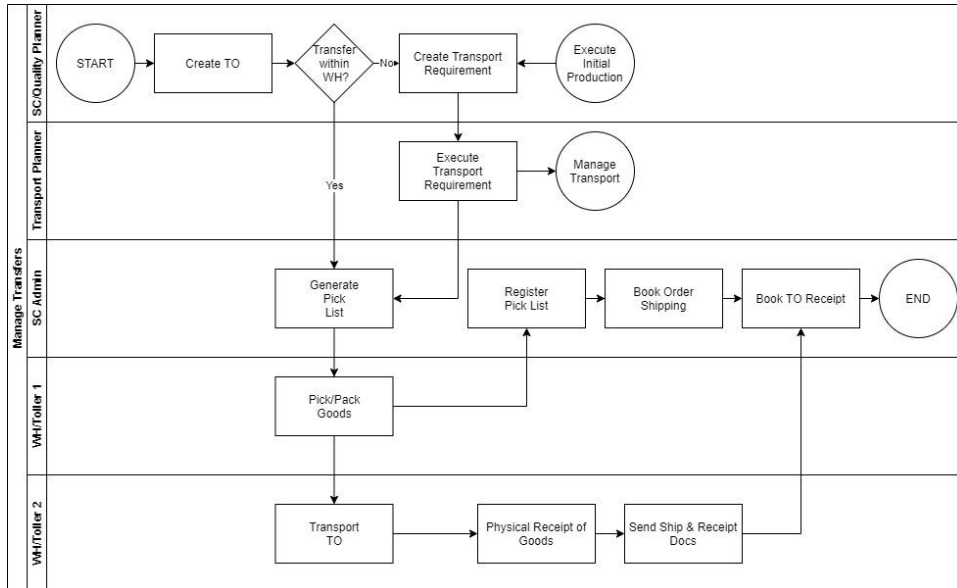 Manage Transfers
SC/Quality Planner
START
Create TO
Transfer
within
WH?
No
Create Transport
Requirement
Execute
Initial
Production
Transport Planner
Yes
Execute
Transport
Requirement
Manage
Transport
SC Admin
Generate
Pick
List
Register
Pick List
Book Order
Shipping
Book TO Receipt
END
WH/Toller 1
Pick/Pack
Goods
WH/Toller 2
Transport
TO
Physical Receipt of
Goods
Send Ship & Receipt
Docs